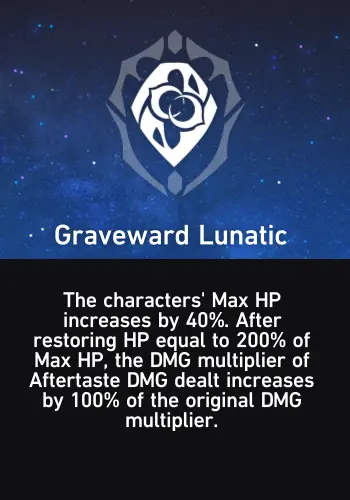 Graveward Lunatic
The characters' Max HP
increases by 40%. After
restoring HP equal to 200% of
Max HP, the DMG multiplier of
Aftertaste DMG dealt increases
by 100% of the original DMG
multiplier.